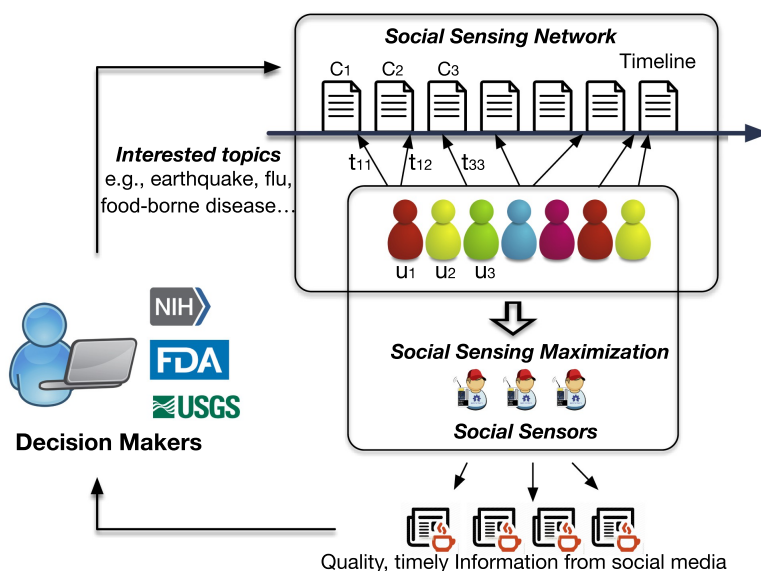 Social Sensing Network
Timeline
C1 C2 C3
t11 t12 t33
Interested topics
e.g., earthquake, flu,
food-borne disease…
u1 u2 u3
NIH
FDA
USGS
Decision Makers
Social Sensing Maximization
Social Sensors
Quality, timely Information from social media